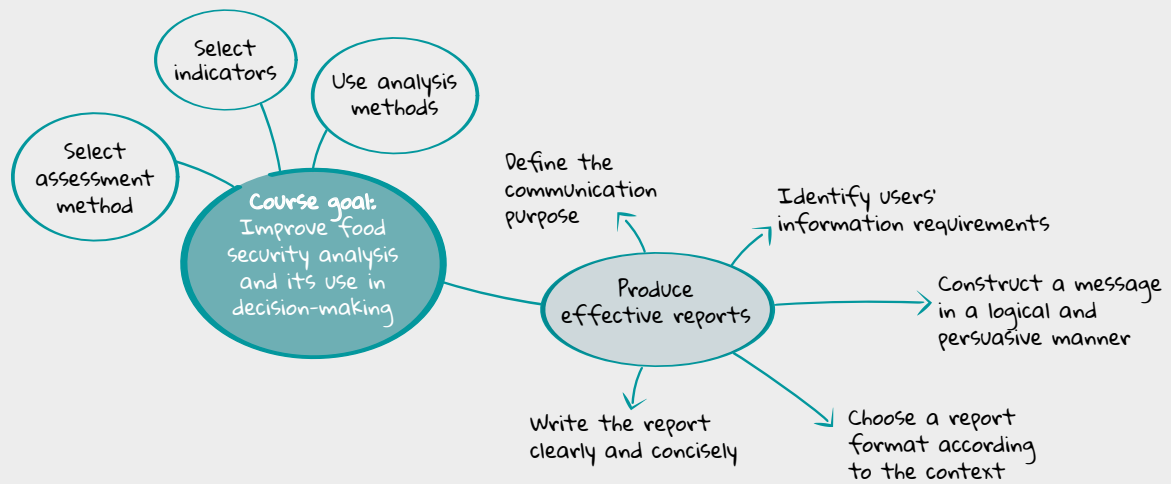 Select
indicators
Use analysis
methods
Select
assessment
method
Course goal:
Improve food
security analysis
and its use in
decision-making
Define the
communication
purpose
Identify users'
information requirements
Produce
effective reports
Construct a message
in a logical and
persuasive manner
Write the report
clearly and concisely
Choose a report
format according
to the context